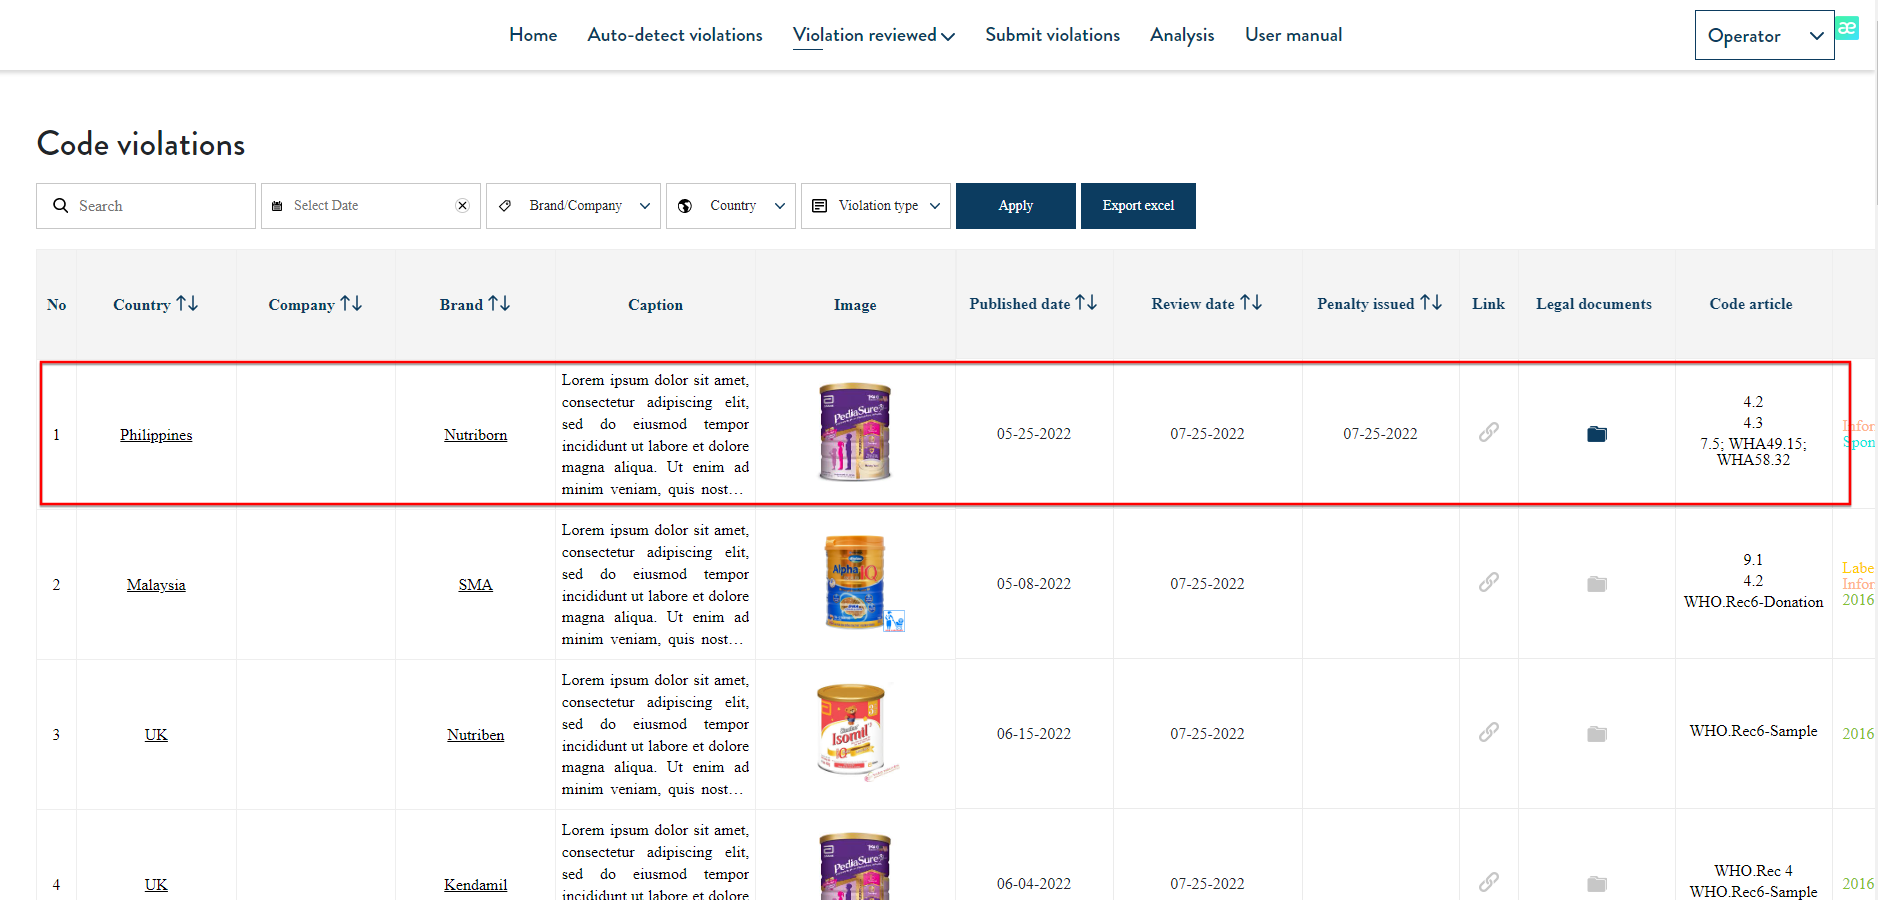 Home Auto-detect violations Violation reviewed Submit violations Analysis User manual Operator æ
Code violations
Search Select Date Brand/Company Country Violation type Apply Export excel
No Country Company Brand Caption Image Published date Review date Penalty issued Link Legal documents Code article
1 Philippines Nutriborn
Lorem ipsum dolor sit amet,
consectetur adipiscing elit,
sed do eiusmod tempor
incididunt ut labore et dolore
magna aliqua. Ut enim ad
minim veniam, quis nost...
PediaSure
05-25-2022 07-25-2022 07-25-2022
4.2
4.3
7.5; WHA49.15;
WHA58.32
Infor
Spon
2 Malaysia SMA
Lorem ipsum dolor sit amet,
consectetur adipiscing elit,
sed do eiusmod tempor
incididunt ut labore et dolore
magna aliqua. Ut enim ad
minim veniam, quis nost...
Alpha IQ
05-08-2022 07-25-2022
9.1
4.2
WHO.Rec6-Donation
Labe
Infor
2016
3 UK Nutriben
Lorem ipsum dolor sit amet,
consectetur adipiscing elit,
sed do eiusmod tempor
incididunt ut labore et dolore
magna aliqua. Ut enim ad
minim veniam, quis nost...
3
Isomil
IQ
06-15-2022 07-25-2022
WHO.Rec6-Sample
2016
4 UK Kendamil
Lorem ipsum dolor sit amet,
consectetur adipiscing elit,
sed do eiusmod tempor
incididunt ut labore et dolore
PediaSure
06-04-2022 07-25-2022
WHO.Rec 4
WHO.Rec6-Sample
2016